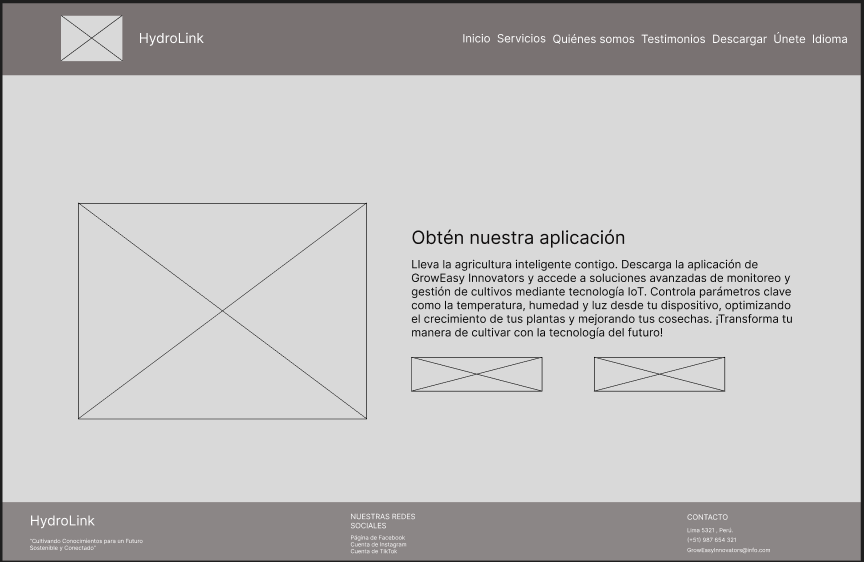 HydroLink
Inicio Servicios Quiénes somos Testimonios Descargar Únete Idioma
Obtén nuestra aplicación
Lleva la agricultura inteligente contigo. Descarga la aplicación de
GrowEasy Innovators y accede a soluciones avanzadas de monitoreo y
gestión de cultivos mediante tecnología IoT. Controla parámetros clave
como la temperatura, humedad y luz desde tu dispositivo, optimizando
el crecimiento de tus plantas y mejorando tus cosechas. ¡Transforma tu
manera de cultivar con la tecnología del futuro!
HydroLink
"Cultivando Conocimientos para un Futuro
Sostenible y Conectado"
NUESTRAS REDES
SOCIALES
Página de Facebook
Cuenta de Instagram
Cuenta de TikTok
CONTACTO
Lima 5321 , Perú.
(+51) 987 654 321
GrowEasyInnovators@info.com